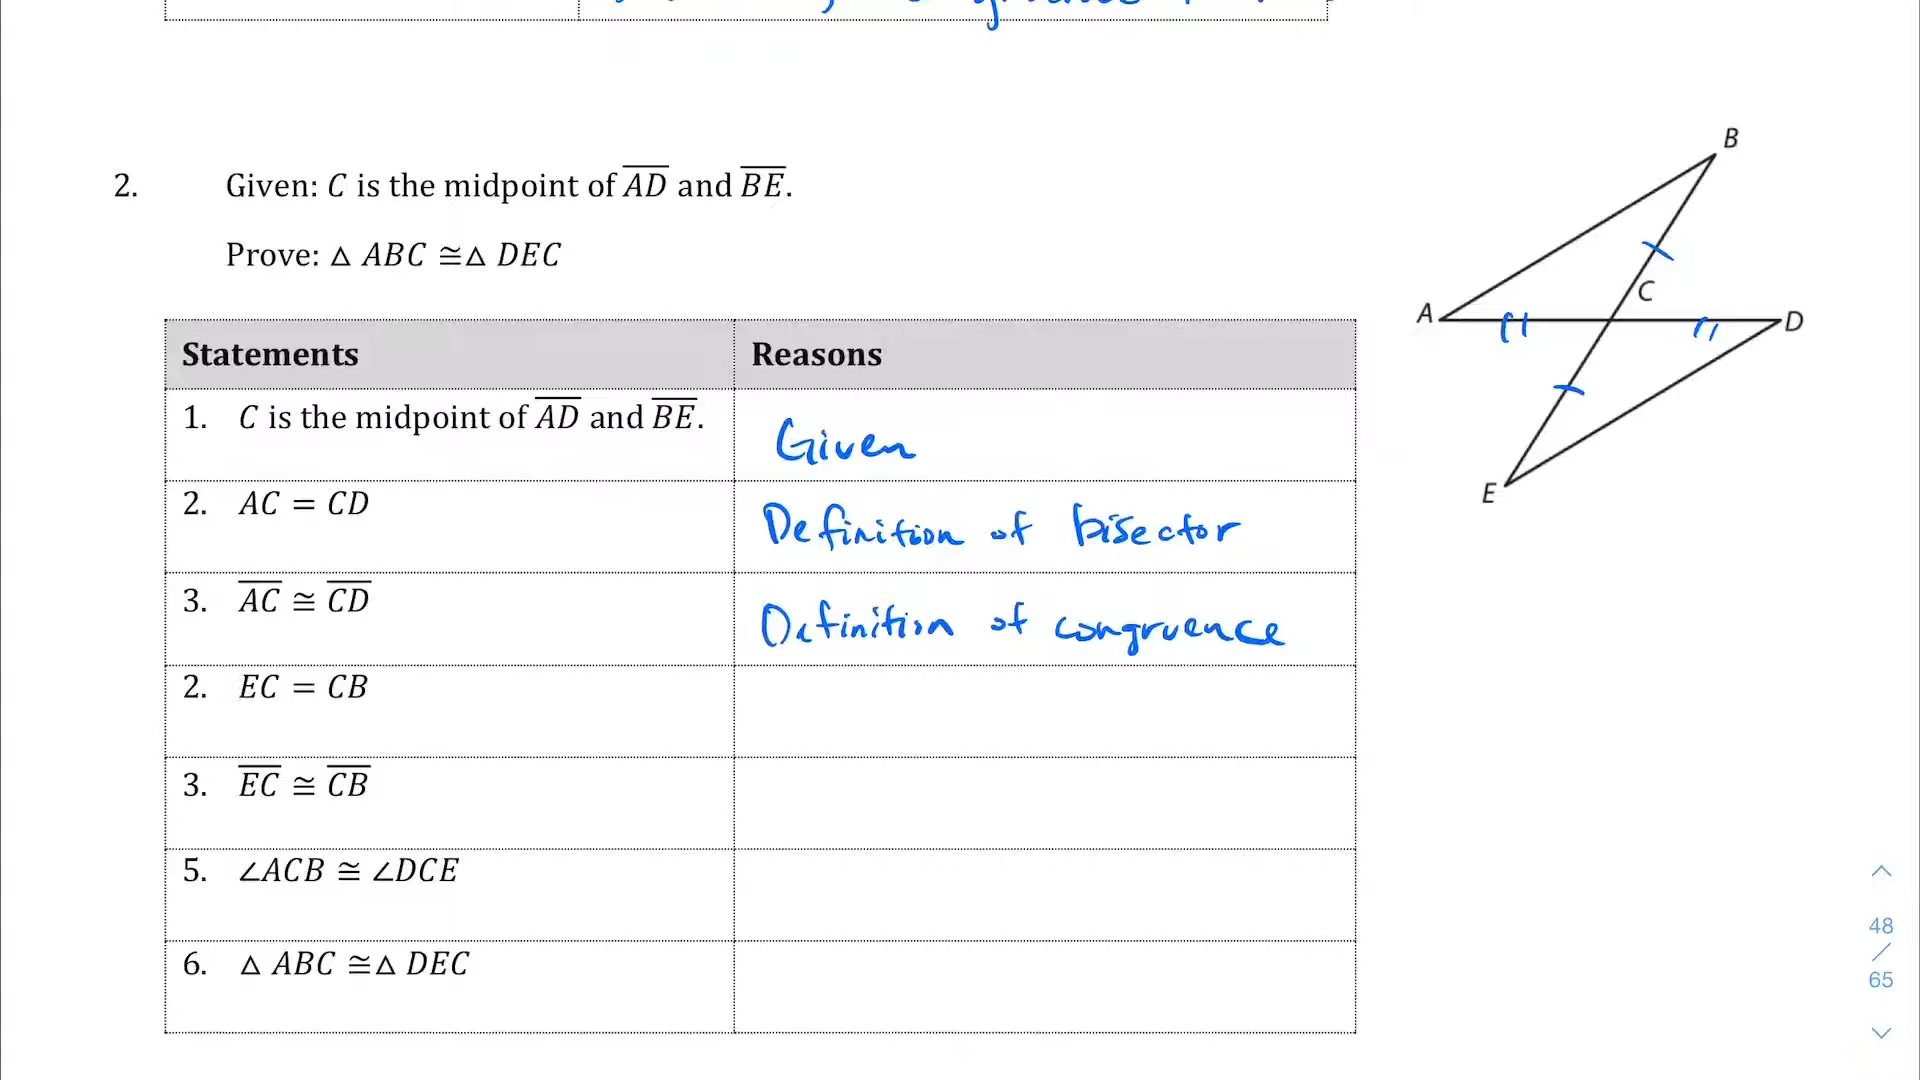 congruence
2. Given: C is the midpoint of AD and BE.
Prove: △ ABC ≅△ DEC
B
C
A
D
E
Statements Reasons
1. C is the midpoint of AD and BE. Given
2. AC = CD Definition of bisector
3. AC ≅ CD Definition of congruence
2. EC = CB
3. EC ≅ CB
5. ∠ACB ≅ ∠DCE
6. △ ABC ≅△ DEC
48
/
65